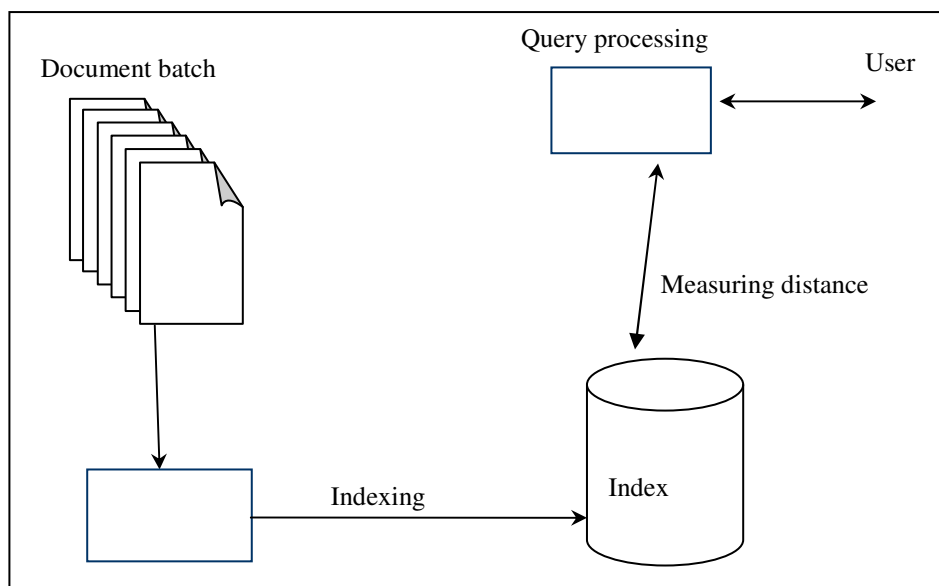 Query processing
Document batch
User
Measuring distance
Indexing
Index